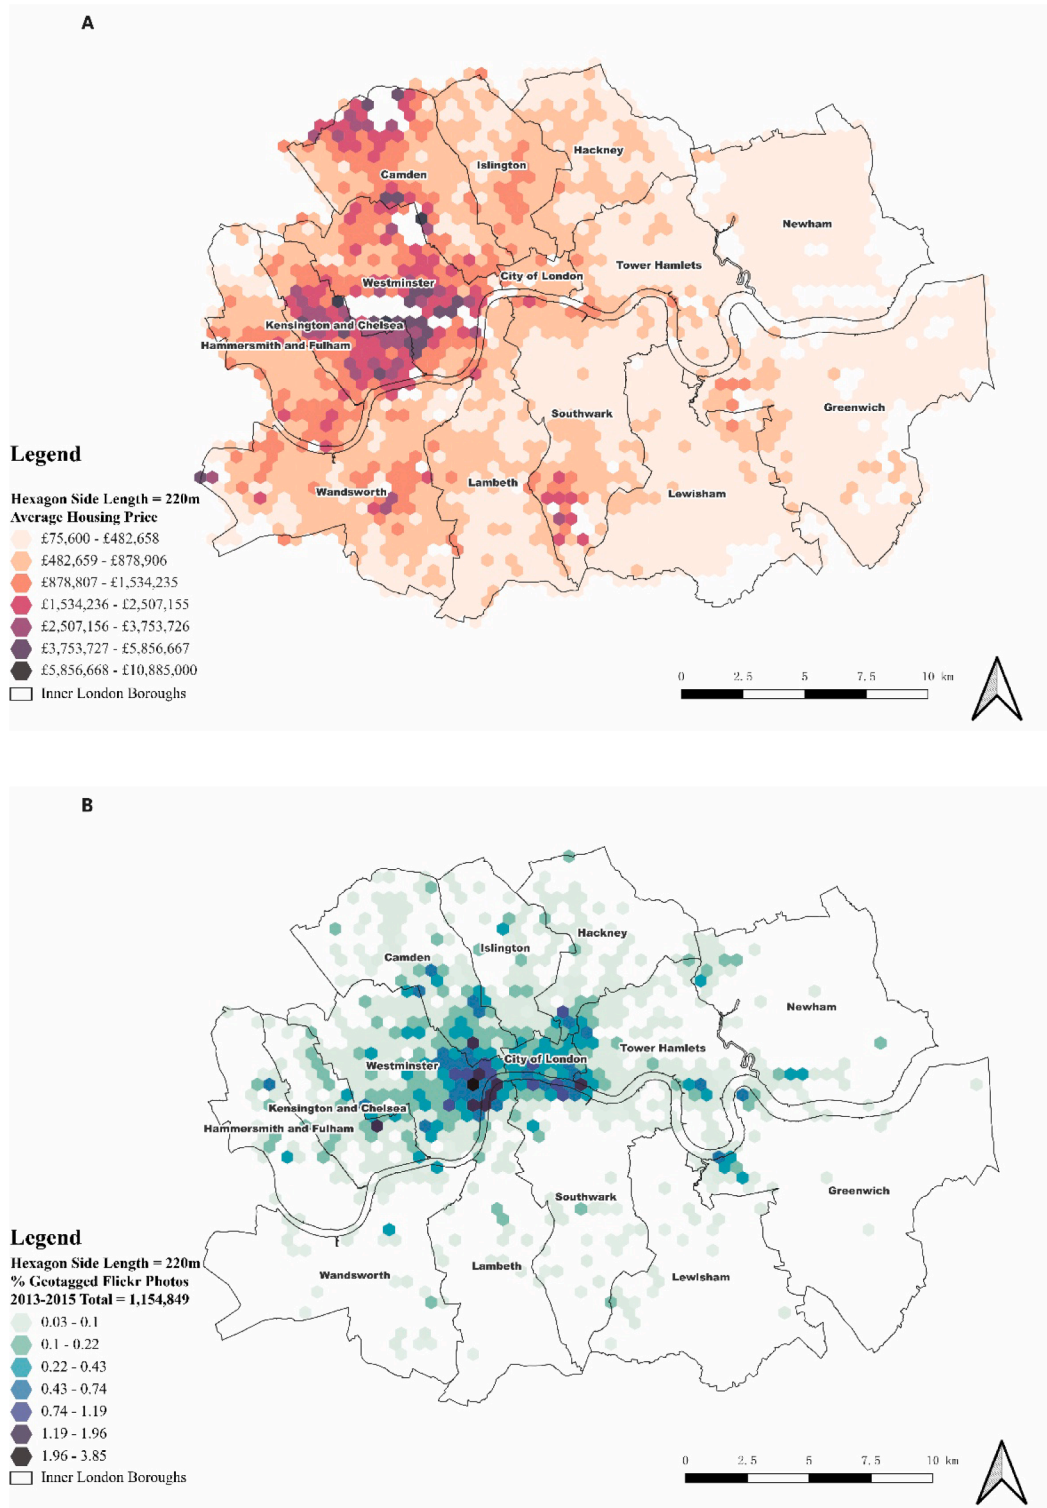 A
Hackney
Islington
Camden
Newham
Tower Hamlets
City of London
Westminster
Kensington and Chelsea
Hammersmith and Fulham
Greenwich
Southwark
Wandsworth
Lambeth
Lewisham
Legend
Hexagon Side Length = 220m
Average Housing Price
£75,600 - £482,658
£482,659 - £878,906
£878,807 - £1,534,235
£1,534,236 - £2,507,155
£2,507,156 - £3,753,726
£3,753,727 - £5,856,667
£5,856,668 - £10,885,000
Inner London Boroughs
0 2.5 5 7.5 10 km
B
Hackney
Islington
Camden
Newham
Tower Hamlets
City of London
Westminster
Kensington and Chelsea
Hammersmith and Fulham
Greenwich
Southwark
Lambeth
Wandsworth
Lewisham
Legend
Hexagon Side Length = 220m
% Geotagged Flickr Photos
2013-2015 Total = 1,154,849
0.03 - 0.1
0.1 - 0.22
0.22 - 0.43
0.43 - 0.74
0.74 - 1.19
1.19 - 1.96
1.96 - 3.85
Inner London Boroughs
0 2.5 5 7.5 10 km